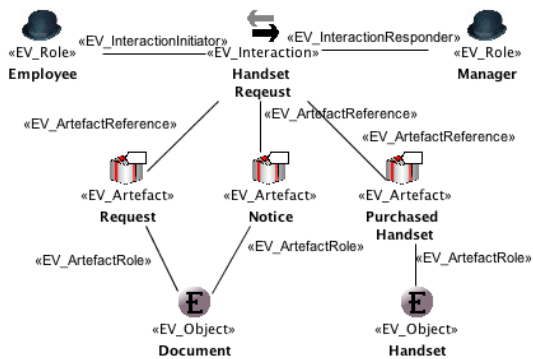 «EV_InteractionInitiator»
«EV_InteractionResponder»
«EV_Role»
Employee
«EV_Interaction»
Handset
Reqeust
«EV_Role»
Manager
«EV_ArtefactReference»
«EV_ArtefactReference»
«EV_ArtefactReference»
«EV_Artefact»
Request
«EV_Artefact»
Notice
«EV_Artefact»
Purchased
Handset
«EV_ArtefactRole»
«EV_ArtefactRole»
«EV_ArtefactRole»
E
E
«EV_Object»
Document
«EV_Object»
Handset